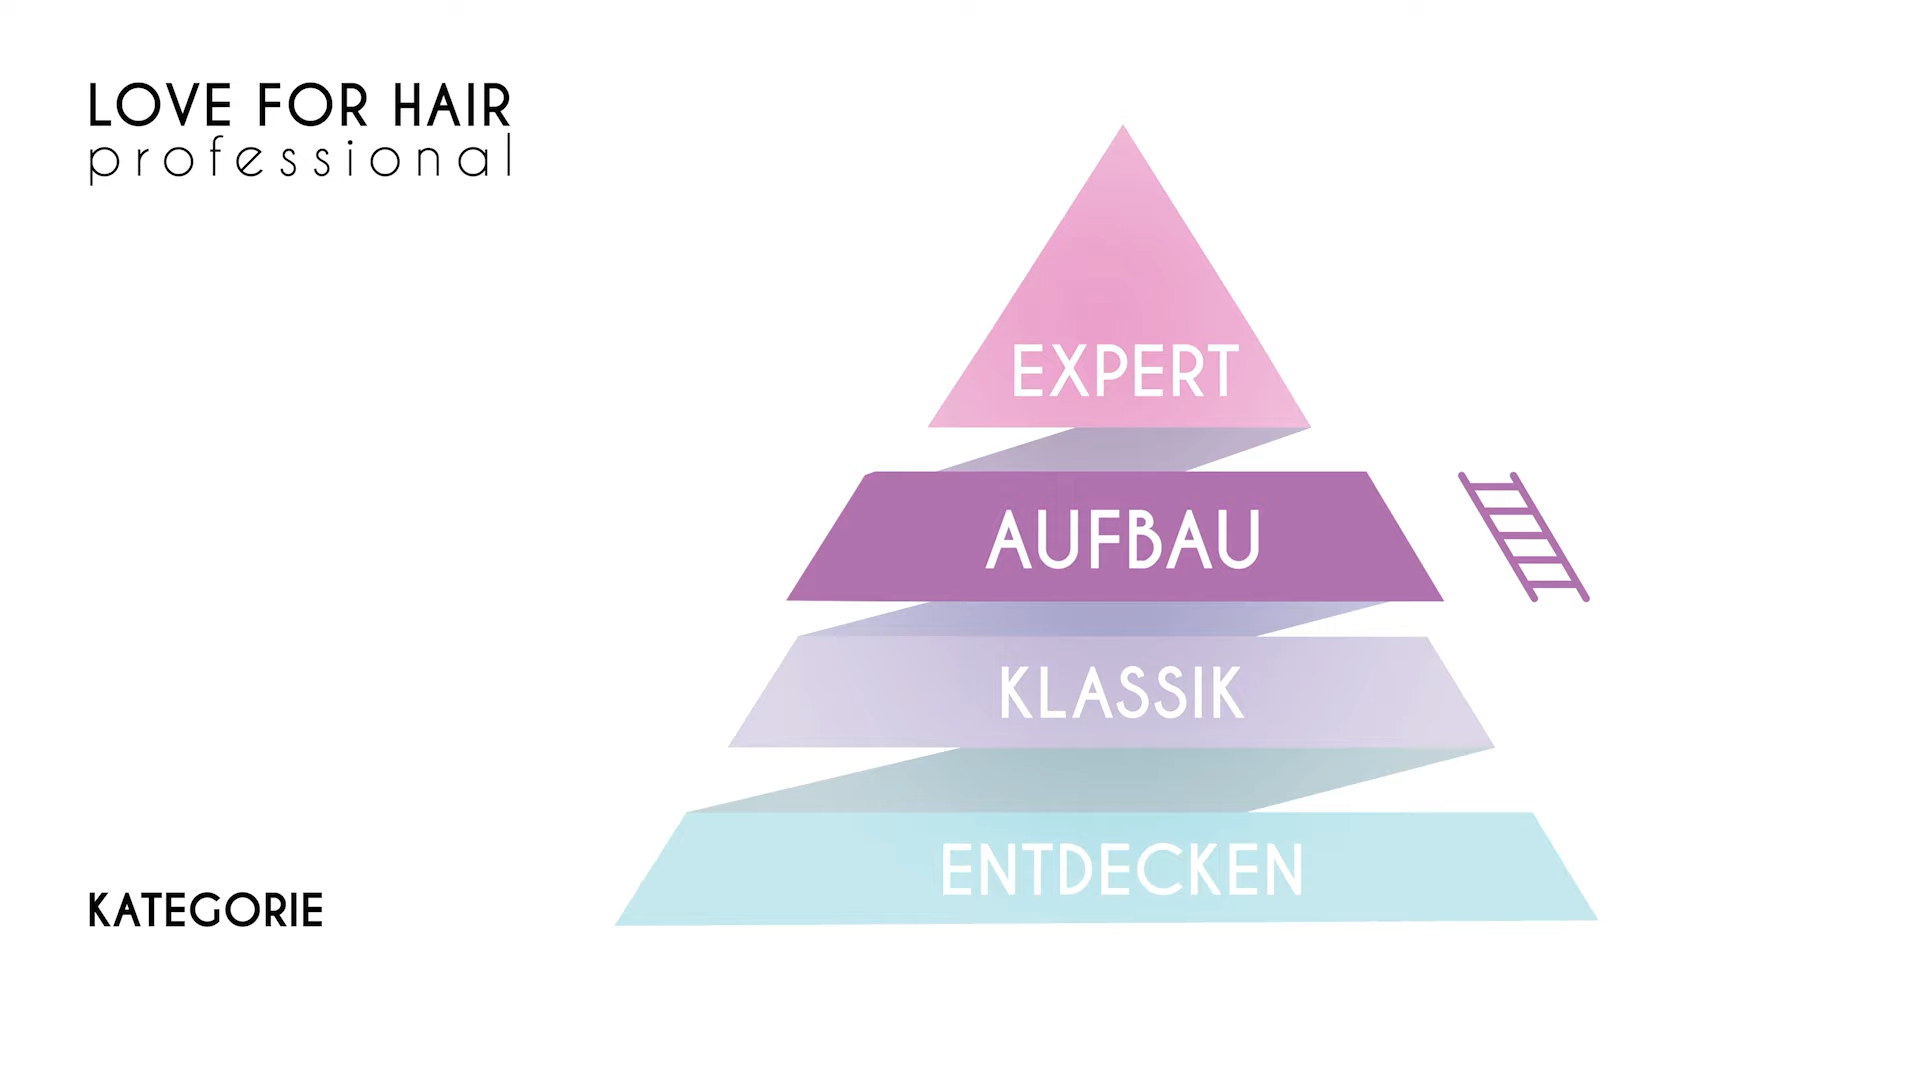 LOVE FOR HAIR
professional
EXPERT
AUFBAU
KLASSIK
ENTDECKEN
KATEGORIE